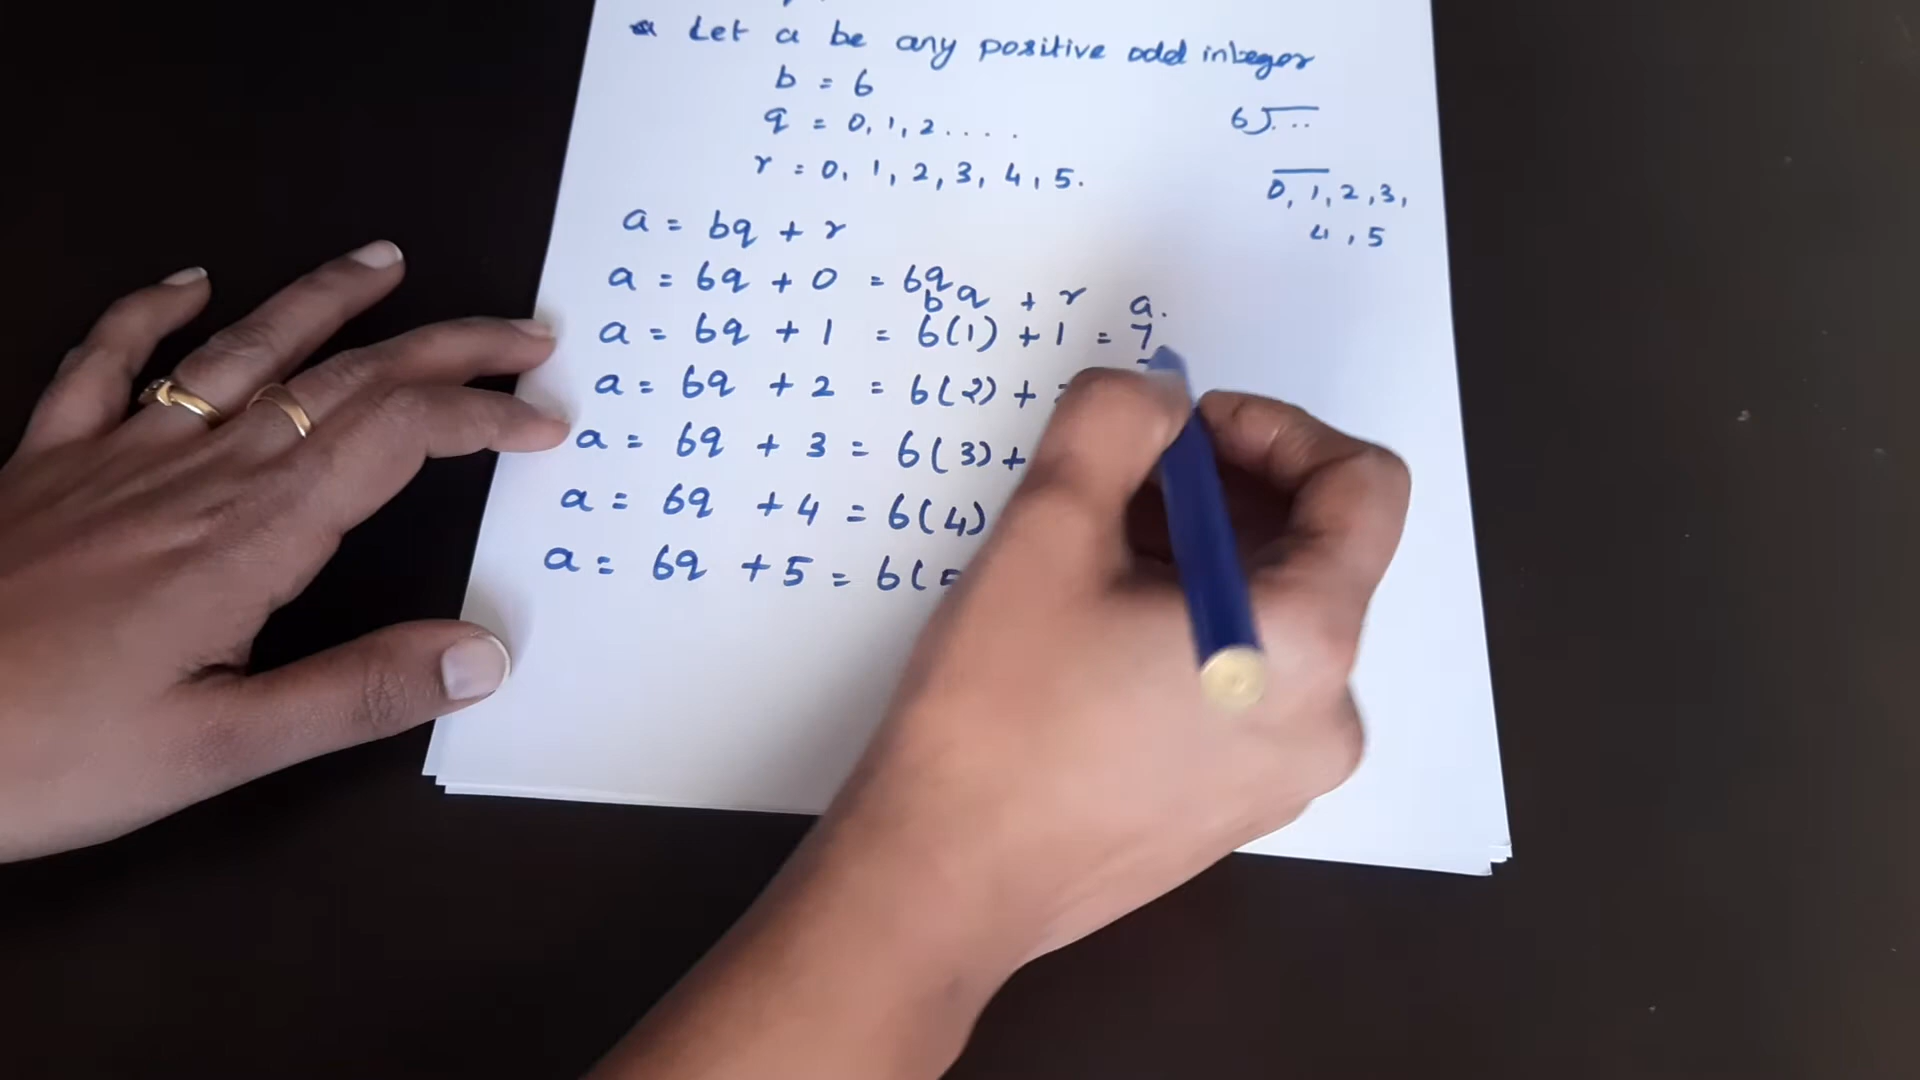 Let a be any positive odd integer
b = 6
q = 0, 1, 2 ....
r = 0, 1, 2, 3, 4, 5.
6)...
0, 1, 2, 3,
4, 5
a = bq + r
a = 6q + 0 = 6q
b q + r a.
a = 6q + 1 = 6(1) + 1 = 7
a = 6q + 2 = 6(2) +
a = 6q + 3 = 6(3) +
a = 6q + 4 = 6(4)
a = 6q + 5 = 6(5